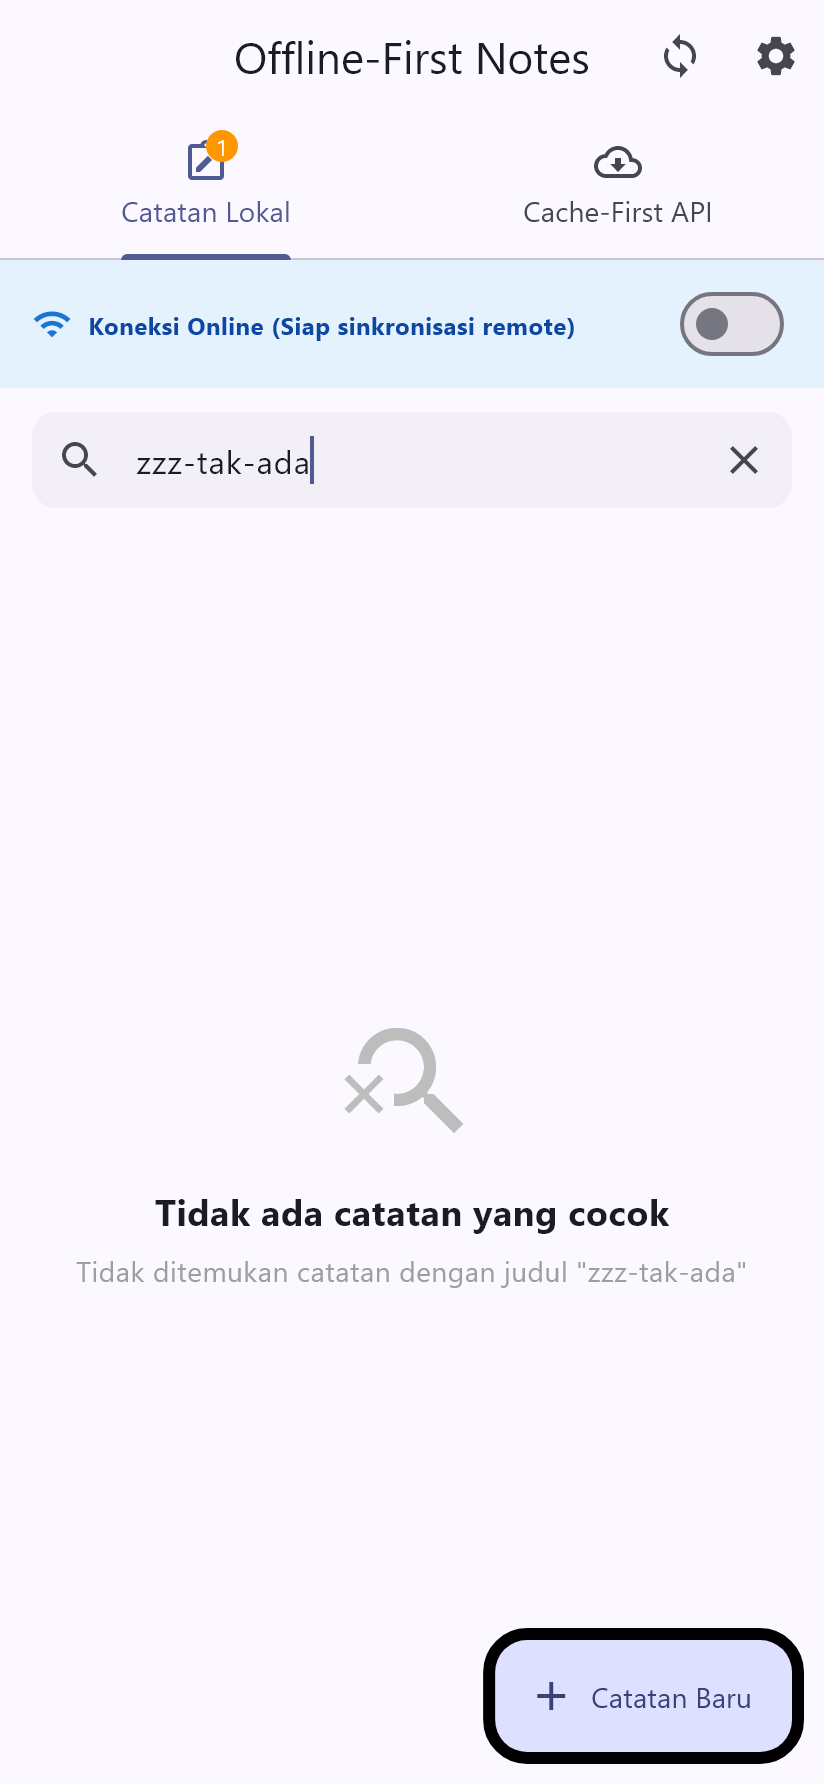 Offline-First Notes
1
Catatan Lokal
Cache-First API
Koneksi Online (Siap sinkronisasi remote)
zzz-tak-ada
Tidak ada catatan yang cocok
Tidak ditemukan catatan dengan judul "zzz-tak-ada"
Catatan Baru